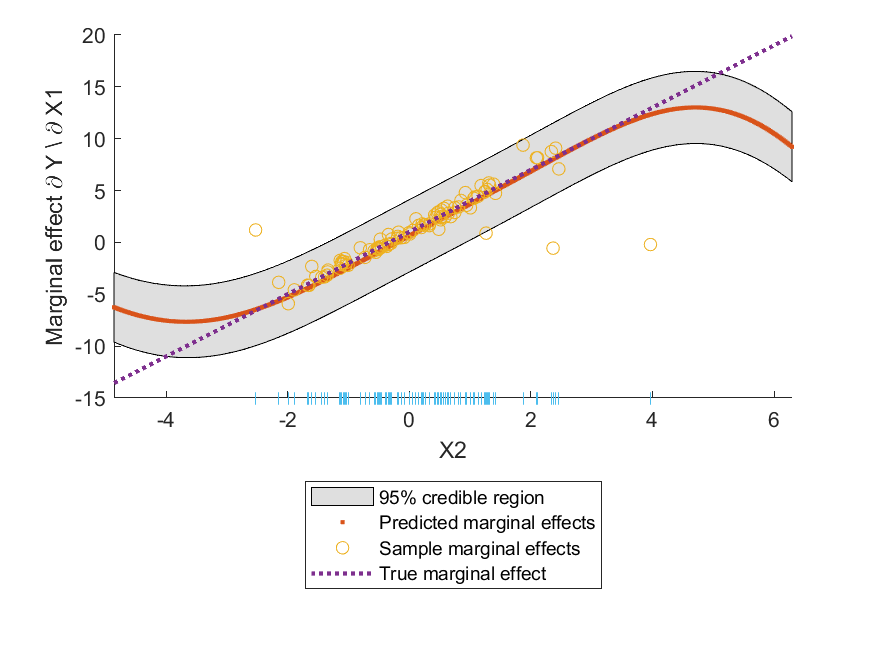 20
15
10
5
0
-5
-10
-15
Marginal effect ∂ Y \ ∂ X1
-4 -2 0 2 4 6
X2
95% credible region
Predicted marginal effects
Sample marginal effects
True marginal effect